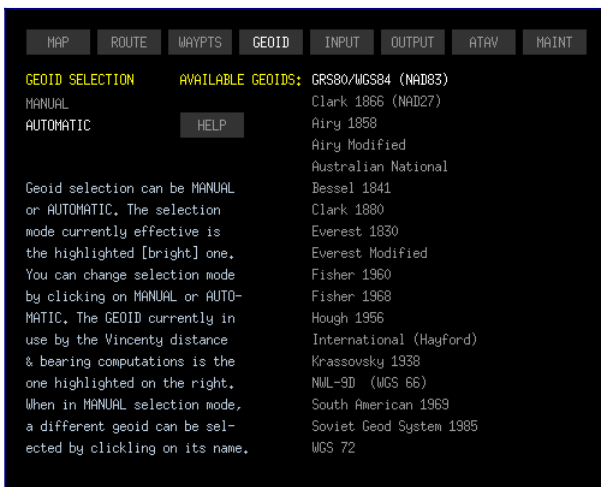 MAP ROUTE WAYPTS GEOID INPUT OUTPUT ATAV MAINT
GEOID SELECTION AVAILABLE GEOIDS: GRS80/WGS84 (NAD83)
MANUAL Clark 1866 (NAD27)
AUTOMATIC HELP Airy 1858
Airy Modified
Australian National
Geoid selection can be MANUAL Bessel 1841
or AUTOMATIC. The selection Clark 1880
mode currently effective is Everest 1830
the highlighted [bright] one. Everest Modified
You can change selection mode Fisher 1960
by clicking on MANUAL or AUTO- Fisher 1968
MATIC. The GEOID currently in Hough 1956
use by the Vincenty distance International (Hayford)
& bearing computations is the Krassovsky 1938
one highlighted on the right. NWL-9D (WGS 66)
When in MANUAL selection mode, South American 1969
a different geoid can be sel- Soviet Geod System 1985
ected by clickling on its name. WGS 72